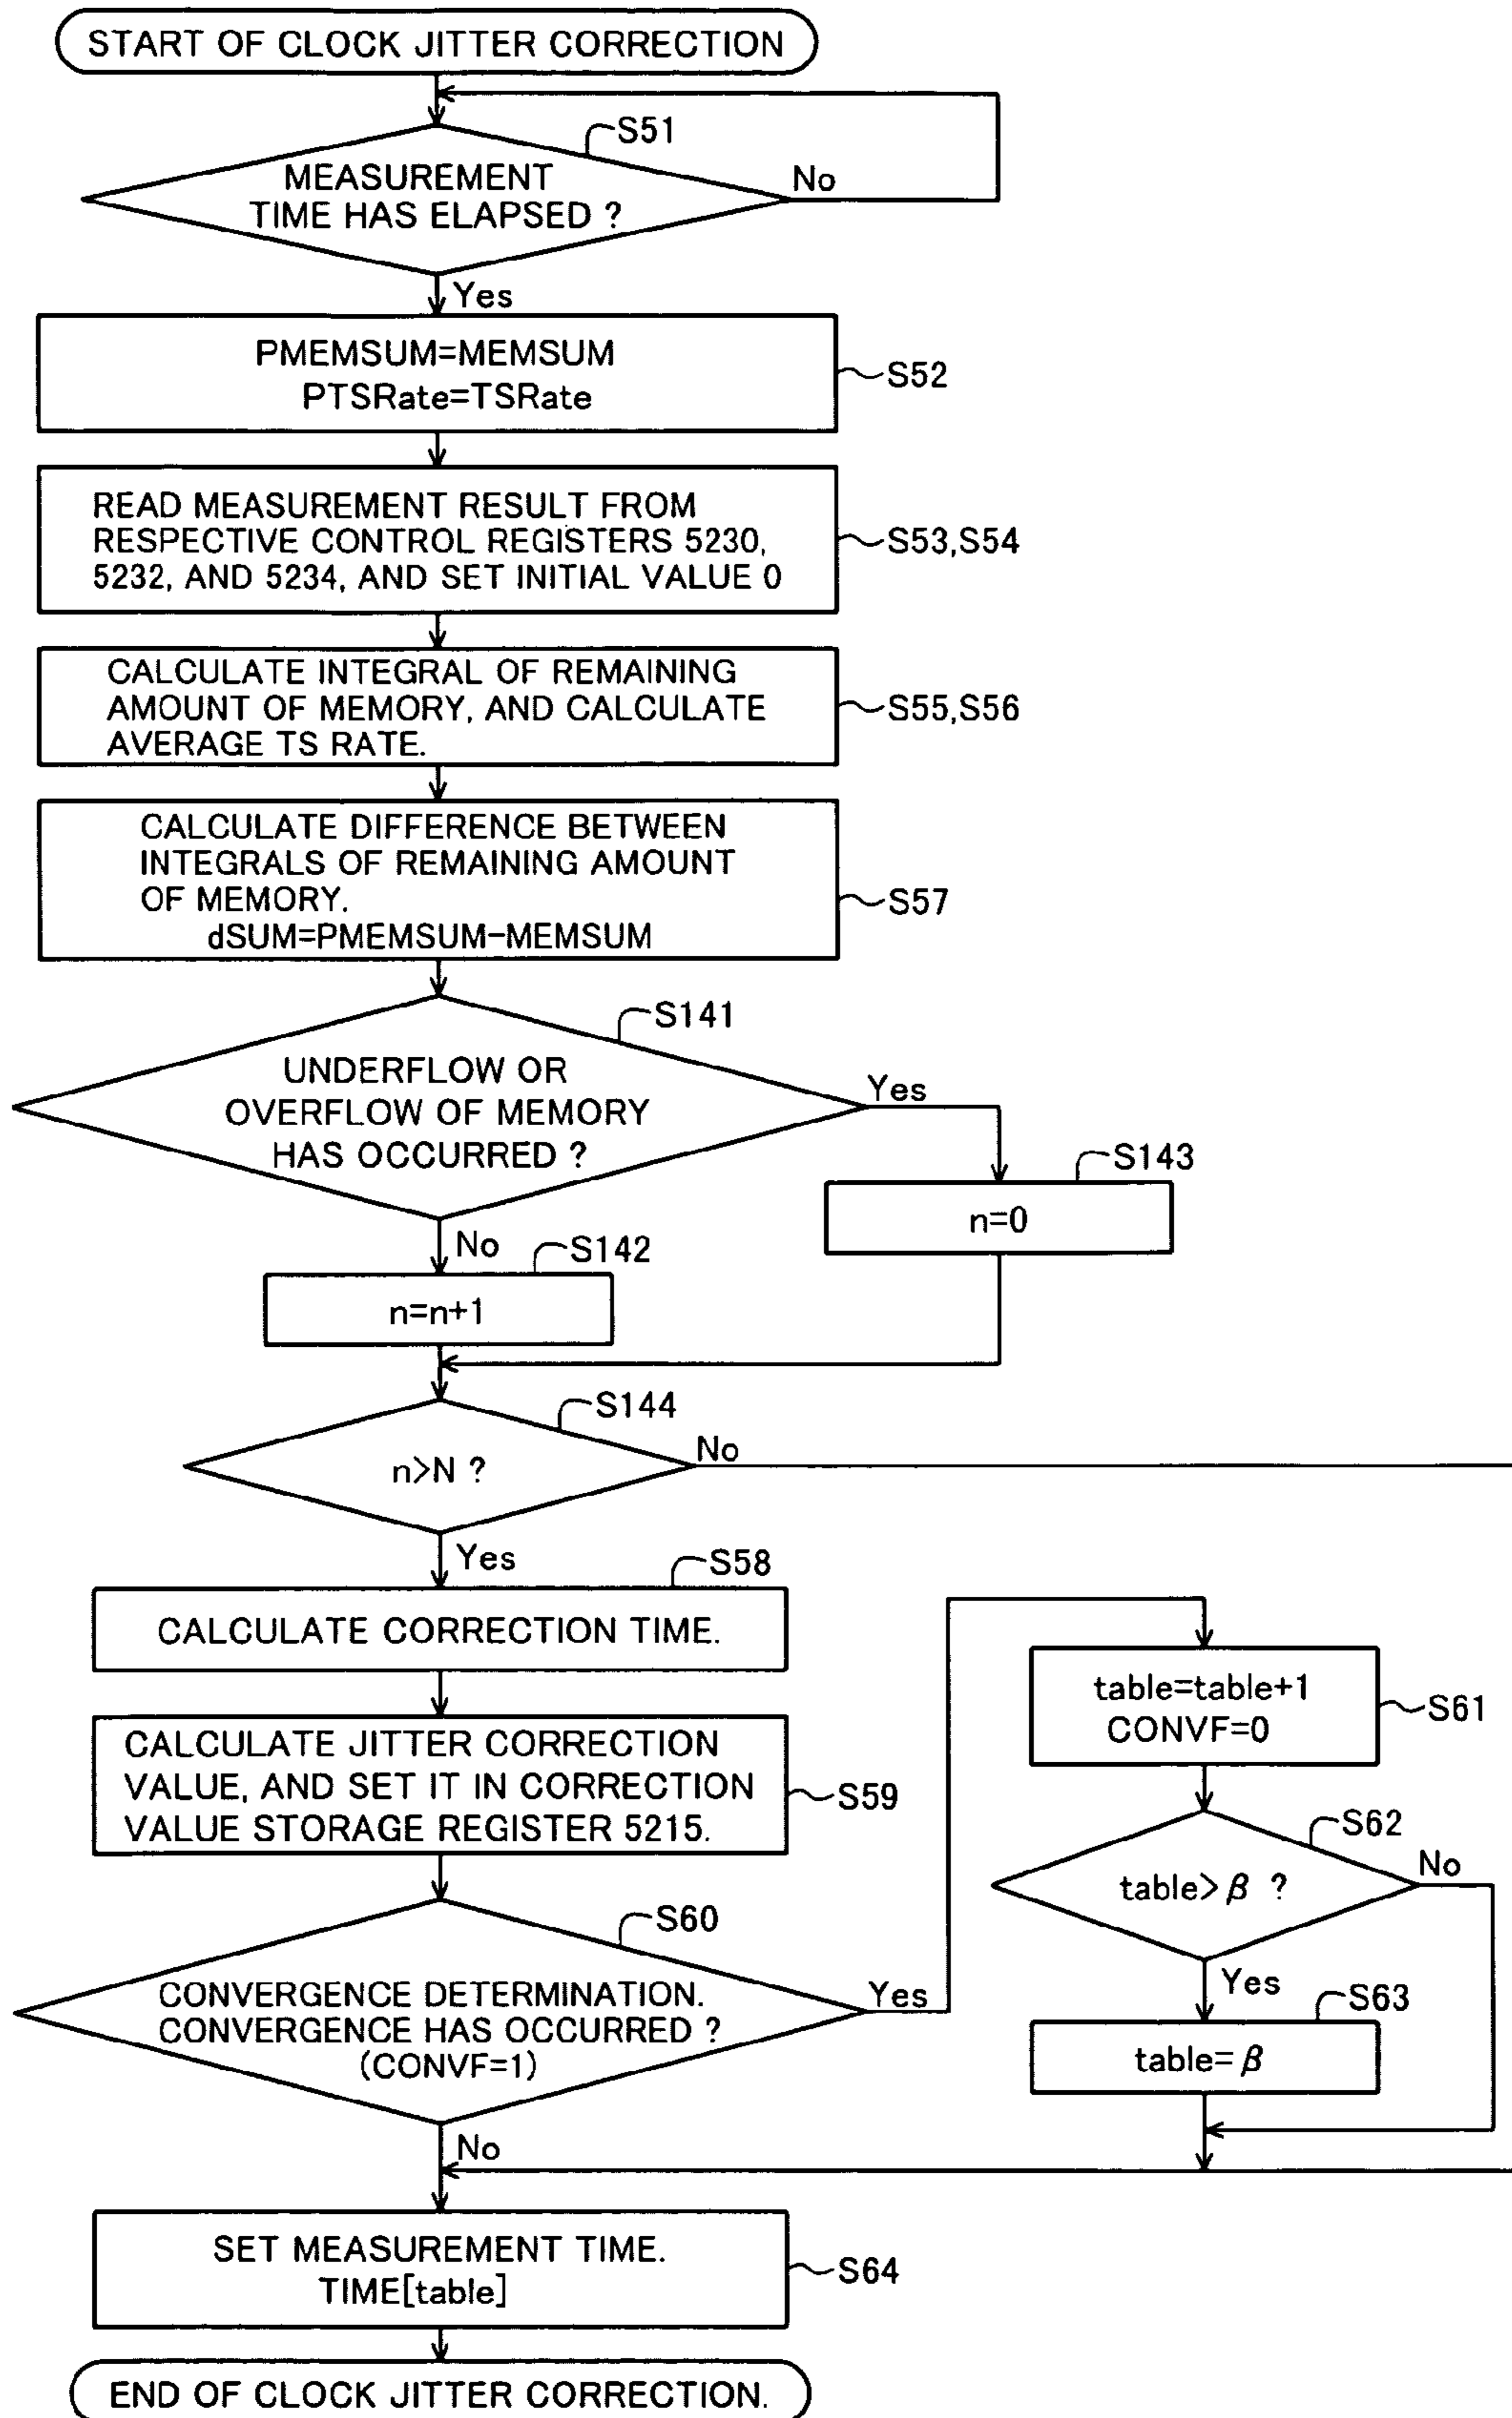 START OF CLOCK JITTER CORRECTION
S51
MEASUREMENT
TIME HAS ELAPSED ?
No
Yes
PMEMSUM=MEMSUM
PTSRate=TSRate
S52
READ MEASUREMENT RESULT FROM
RESPECTIVE CONTROL REGISTERS 5230,
5232, AND 5234, AND SET INITIAL VALUE 0
S53,S54
CALCULATE INTEGRAL OF REMAINING
AMOUNT OF MEMORY, AND CALCULATE
AVERAGE TS RATE.
S55,S56
CALCULATE DIFFERENCE BETWEEN
INTEGRALS OF REMAINING AMOUNT
OF MEMORY.
dSUM=PMEMSUM-MEMSUM
S57
S141
UNDERFLOW OR
OVERFLOW OF MEMORY
HAS OCCURRED ?
Yes
S143
n=0
No
S142
n=n+1
S144
n>N ?
No
Yes
S58
CALCULATE CORRECTION TIME.
CALCULATE JITTER CORRECTION
VALUE, AND SET IT IN CORRECTION
VALUE STORAGE REGISTER 5215.
S59
S60
CONVERGENCE DETERMINATION.
CONVERGENCE HAS OCCURRED ?
(CONVF=1)
Yes
No
table=table+1
CONVF=0
S61
S62
table>β ?
No
Yes
S63
table=β
SET MEASUREMENT TIME.
TIME[table]
S64
END OF CLOCK JITTER CORRECTION.